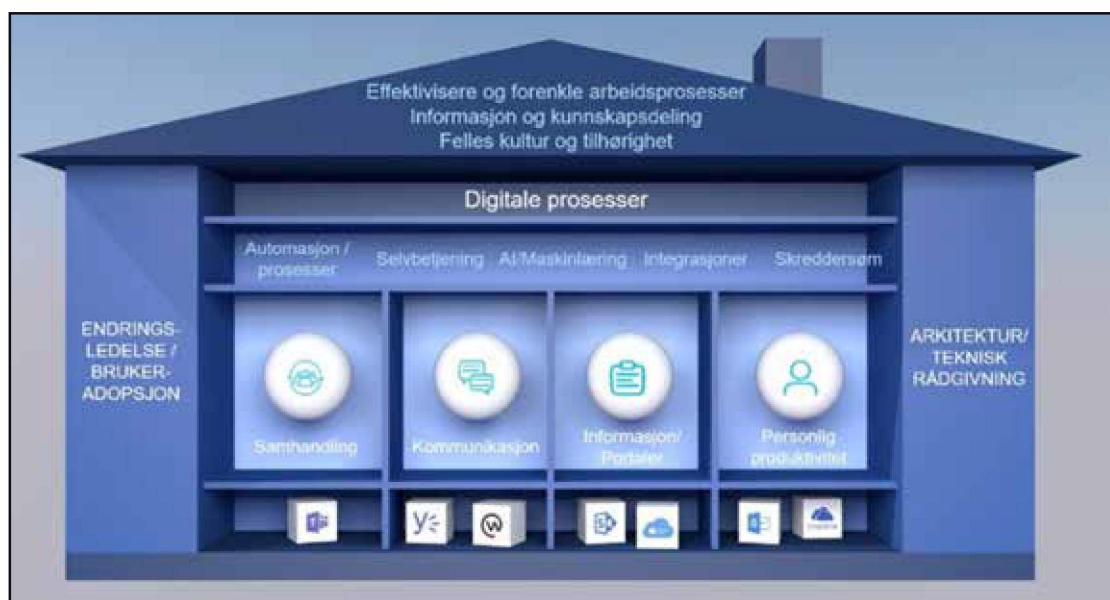 Effektivisere og forenkle arbeidsprosesser
Informasjon og kunnskapsdeling
Felles kultur og tilhørighet
Digitale prosesser
Automasjon /
prosesser
Selvbetjening
AI/Maskinlæring
Integrasjoner
Skreddersøm
ENDRINGS-
LEDELSE /
BRUKER-
ADOPSJON
ARKITEKTUR/
TEKNISK
RÅDGIVNING
Samhandling
Kommunikasjon
Informasjon/
Portaler
Personlig
produktivitet